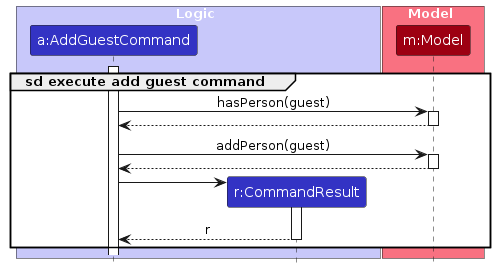 Logic
Model
a:AddGuestCommand
m:Model
sd execute add guest command
hasPerson(guest)
addPerson(guest)
r:CommandResult
r